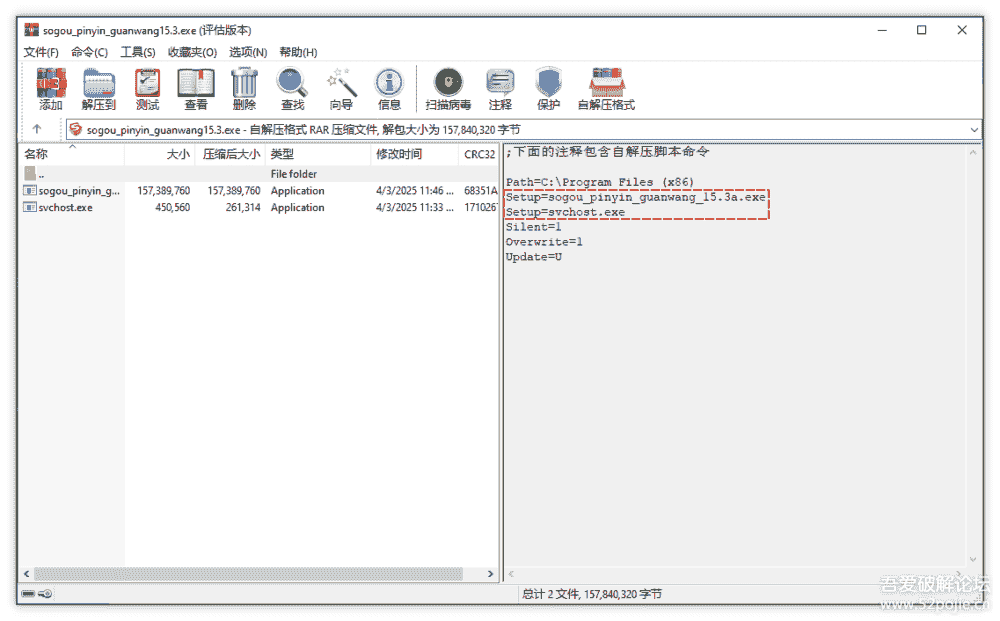 sogou_pinyin_guanwang15.3.exe (评估版本)
文件(F) 命令(C) 工具(S) 收藏夹(O) 选项(N) 帮助(H)
添加 解压到 测试 查看 删除 查找 向导 信息 扫描病毒 注释 保护 自解压格式
sogou_pinyin_guanwang15.3.exe - 自解压格式 RAR 压缩文件, 解包大小为 157,840,320 字节
名称 大小 压缩后大小 类型 修改时间 CRC32
.. File folder
sogou_pinyin_g... 157,389,760 157,389,760 Application 4/3/2025 11:46 ... 68351A
svchost.exe 450,560 261,314 Application 4/3/2025 11:33 ... 171026
;下面的注释包含自解压脚本命令
Path=C:\Program Files (x86)
Setup=sogou_pinyin_guanwang_15.3a.exe
Setup=svchost.exe
Silent=1
Overwrite=1
Update=U
总计 2 文件, 157,840,320 字节
吾爱破解论坛
www.52pojie.cn